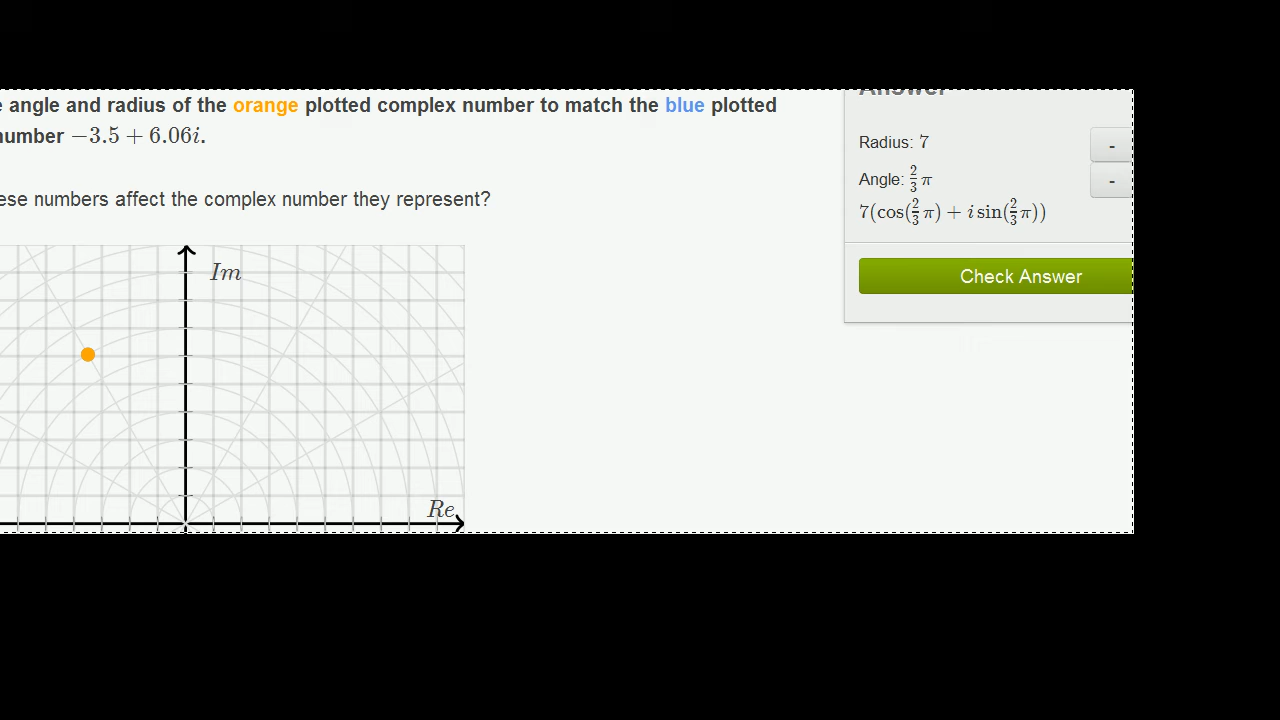 angle and radius of the orange plotted complex number to match the blue plotted
number −3.5 + 6.06i.
numbers affect the complex number they represent?
Answer
Radius: 7
-
Angle: 2/3 π
-
7(cos(2/3 π) + i sin(2/3 π))
Check Answer
Im
Re